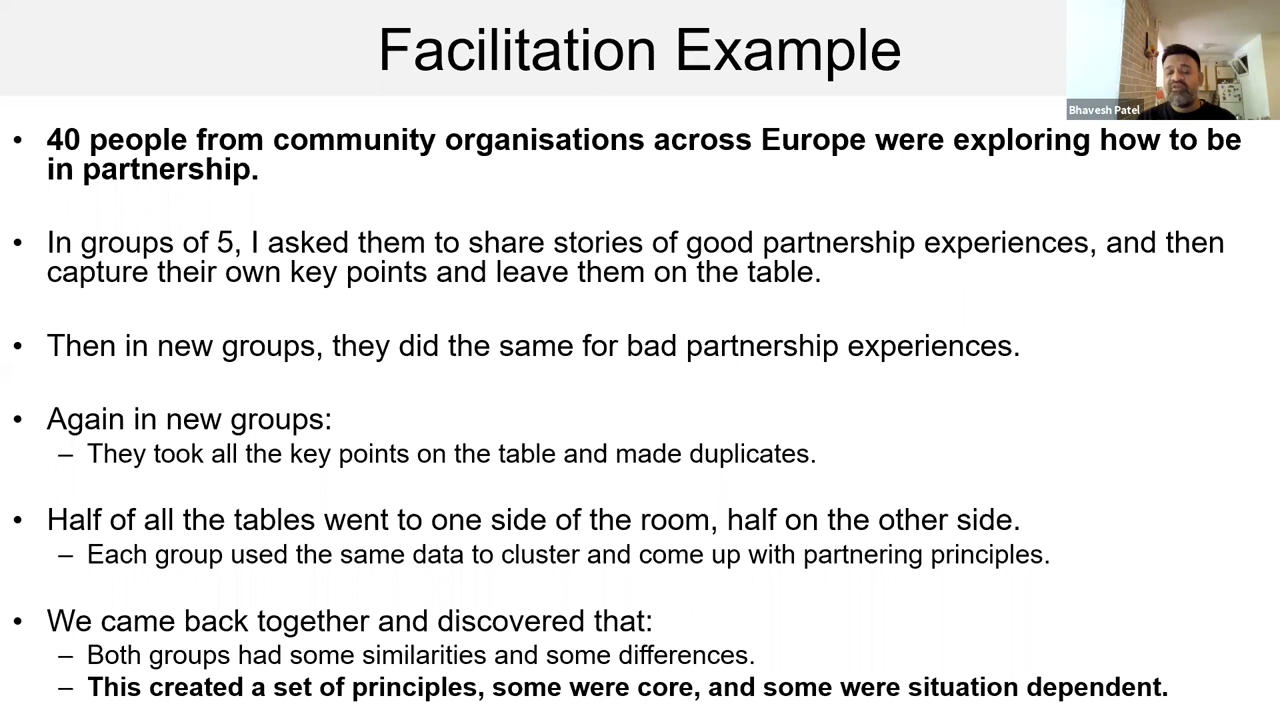 Facilitation Example
Bhavesh Patel
• 40 people from community organisations across Europe were exploring how to be
in partnership.
• In groups of 5, I asked them to share stories of good partnership experiences, and then
capture their own key points and leave them on the table.
• Then in new groups, they did the same for bad partnership experiences.
• Again in new groups:
– They took all the key points on the table and made duplicates.
• Half of all the tables went to one side of the room, half on the other side.
– Each group used the same data to cluster and come up with partnering principles.
• We came back together and discovered that:
– Both groups had some similarities and some differences.
– This created a set of principles, some were core, and some were situation dependent.